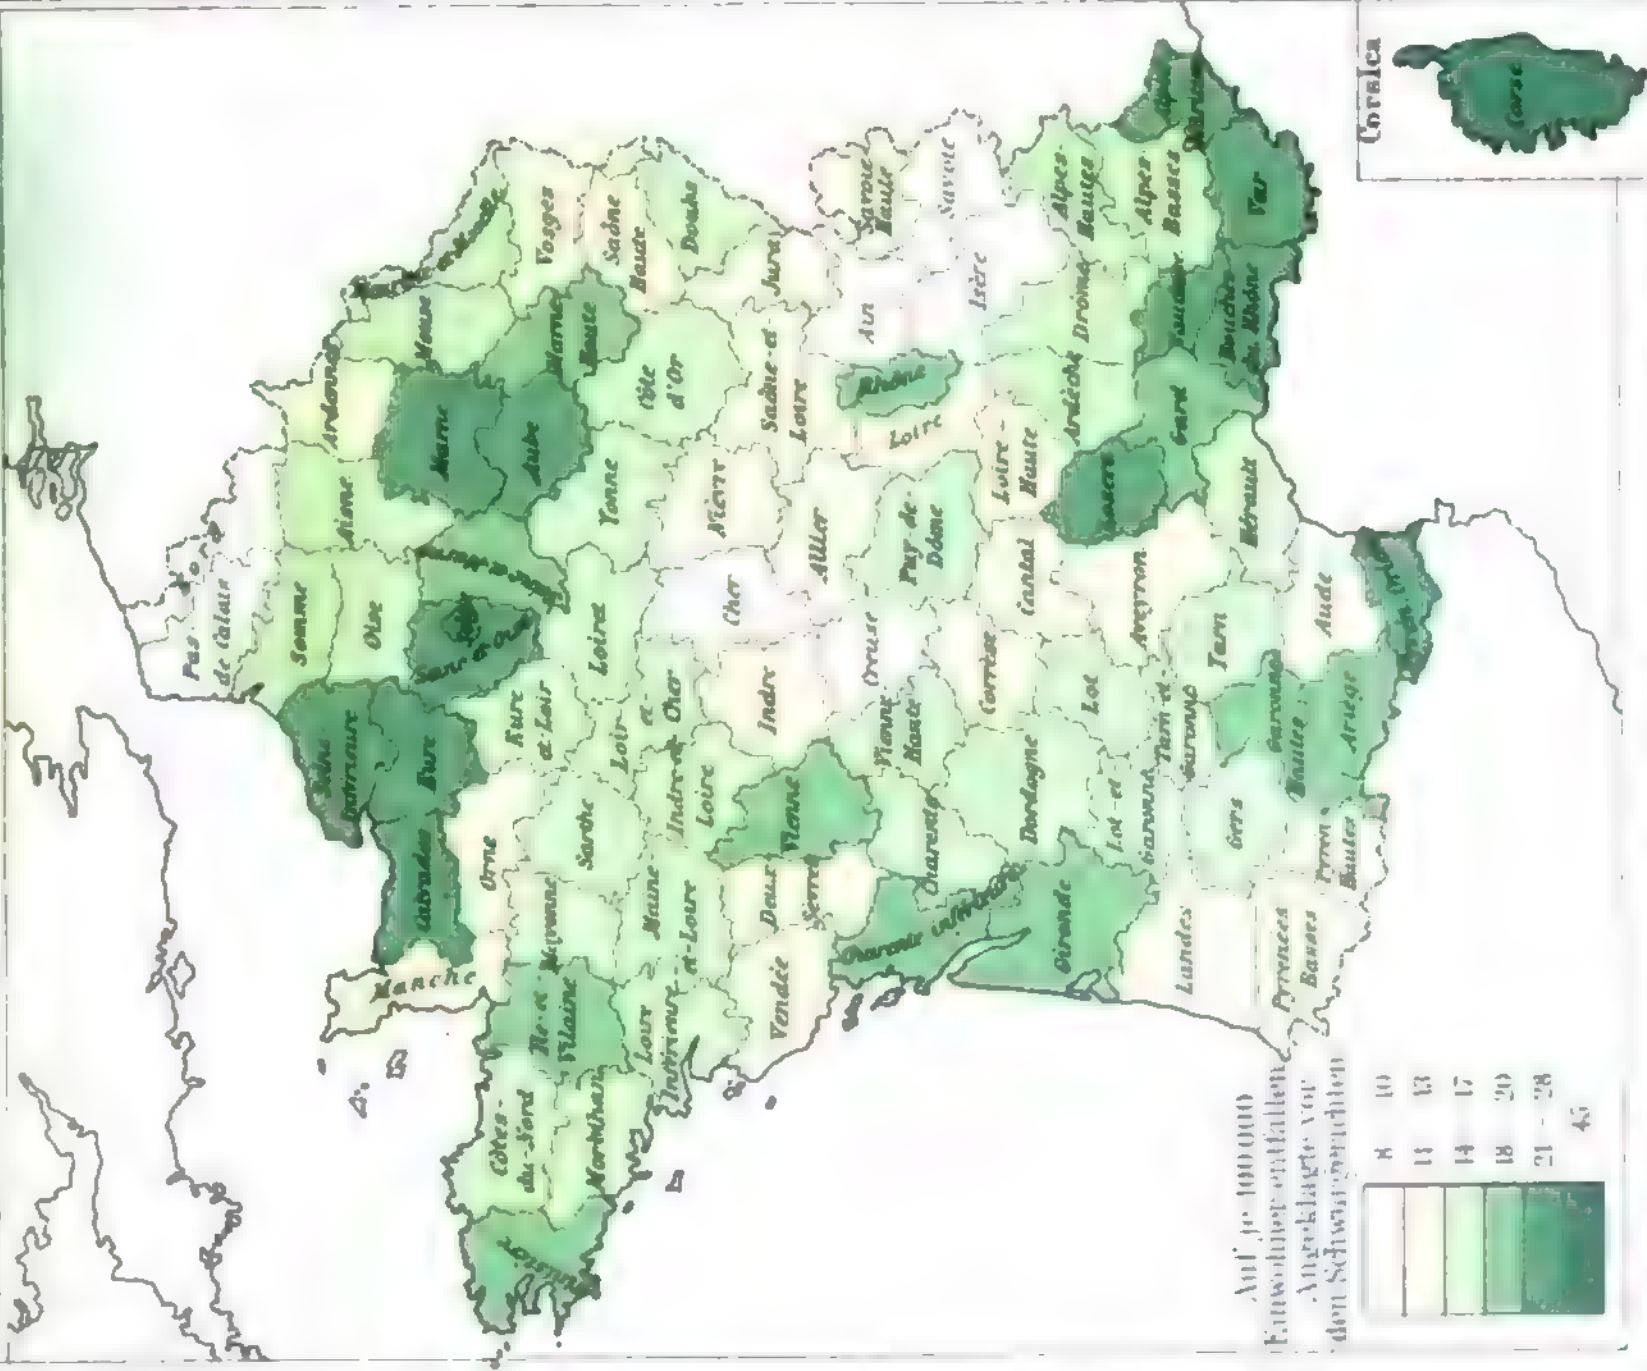 Corsica
Corse
Pas
de Calais
Somme
Oise
Aisne
Ardennes
Marne
Aube
Meuse
Vosges
Haute
Marne
Haute
Saône
Doubs
Jura
Côte
d'Or
Yonne
Nièvre
Saône-et-
Loire
Ain
Haute
Savoie
Savoie
Isère
Rhône
Loire
Haute
Loire-
Ardèche
Drôme
Hautes
Alpes
Basses
Alpes
Alpes
Var
Bouches
du Rhône
Gard
Hérault
Aveyron
Cantal
Puy-de-
Dôme
Allier
Cher
Loiret
Eure
et-Loir
Loir-
et-
Cher
Indre
Creuse
Corrèze
Lot
Tarn-et-
Garonne
Tarn
Aude
Ariège
Haute
Garonne
Gers
Hautes
Pyren
Basses
Pyrénées
Landes
Gironde
Lot-et-
Garonne
Dordogne
Charente
Charente inférieure
Haute
Vienne
Vienne
Deux
Sèvres
Vendée
Indre-et-
Loire
Maine
et-Loire
Loire
Inférieure
Sarthe
Mayenne
Orne
Manche
Calvados
Eure
Seine
Inférieure
Ille-et-
Vilaine
Côtes-
du-Nord
Morbihan
Auf je 100000
Einwohner entfallen
Angeklagte vor
den Schwurgerichten
8 10
11 13
14 17
18 20
21 - 28
45